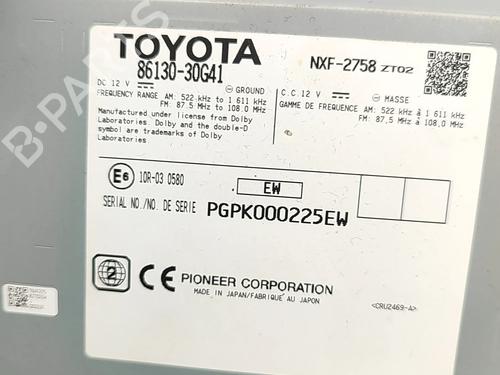 TOYOTA
86130-30G41
NXF-2758 ZT02
DC 12 V GROUND
FREQUENCY RANGE AM: 522 kHz to 1 611 kHz
FM: 87.5 MHz to 108.0 MHz
C.C. 12 V MASSE
GAMME DE FREQUENCE AM: 522 kHz à 1 611 kHz
FM: 87,5 MHz à 108,0 MHz
Manufactured under license from Dolby
Laboratories. Dolby and the double-D
symbol are trademarks of Dolby
Laboratories.
E6 10R-03 0580
EW
SERIAL NO./NO. DE SERIE PGPK000225EW
2 CE PIONEER CORPORATION
MADE IN JAPAN/FABRIQUÉ AU JAPON
<CRU2469-A>
B-PARTS